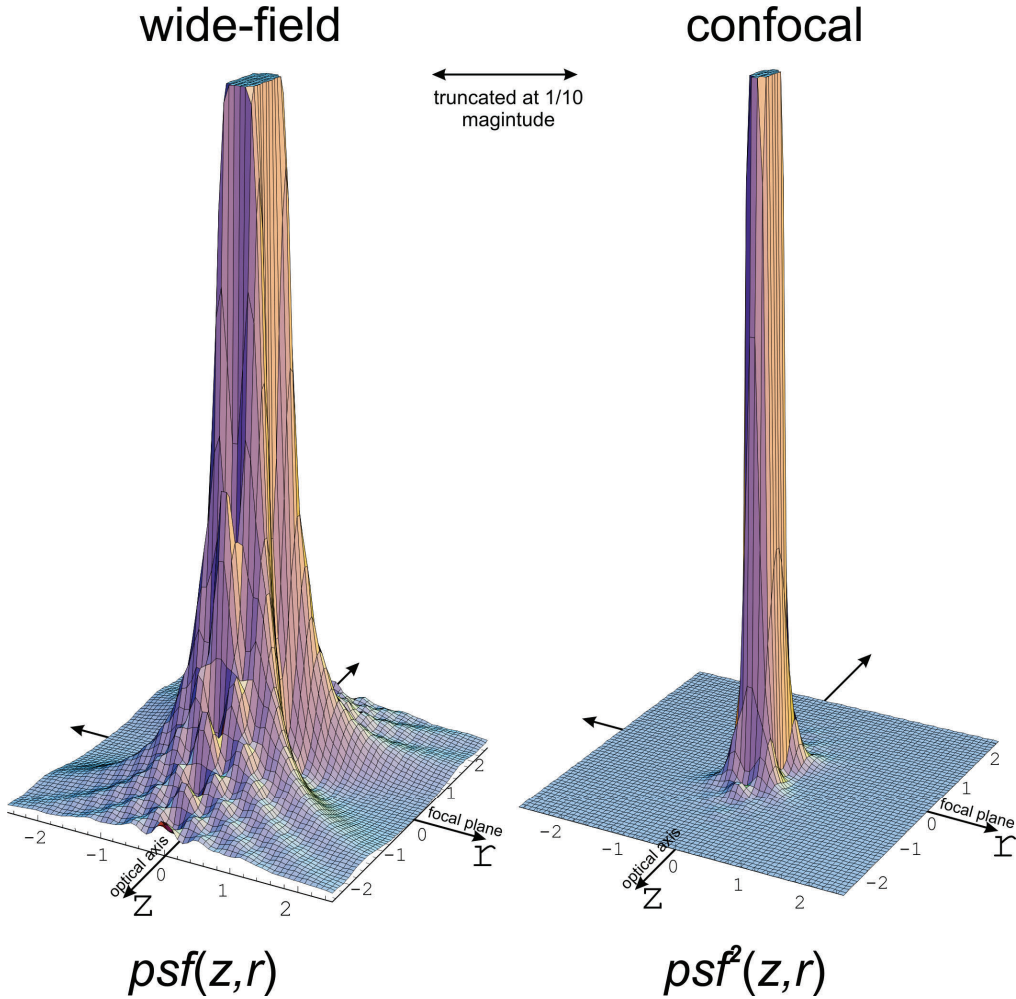 wide-field
confocal
truncated at 1/10
magintude
-2
-1
0
1
2
-2
-1
0
1
2
optical axis
z
focal plane
r
-2
-1
0
1
2
-2
-1
0
1
2
optical axis
z
focal plane
r
psf(z,r)
psf²(z,r)